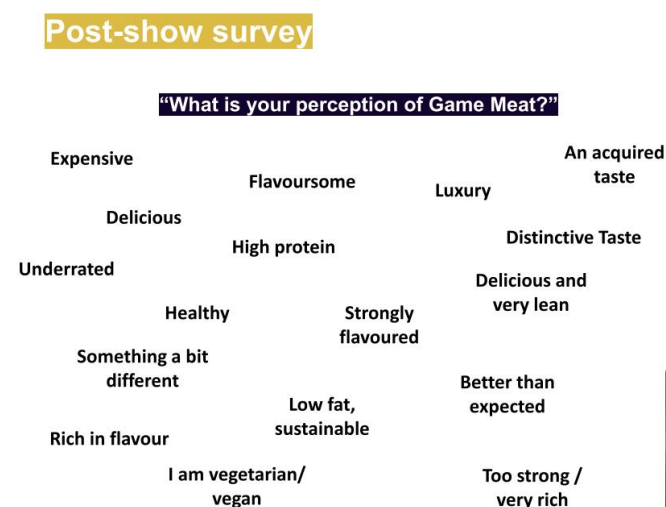 Post-show survey
“What is your perception of Game Meat?”
Expensive
An acquired
taste
Flavoursome
Luxury
Delicious
High protein
Distinctive Taste
Underrated
Delicious and
very lean
Healthy
Strongly
flavoured
Something a bit
different
Better than
expected
Low fat,
sustainable
Rich in flavour
I am vegetarian/
vegan
Too strong /
very rich